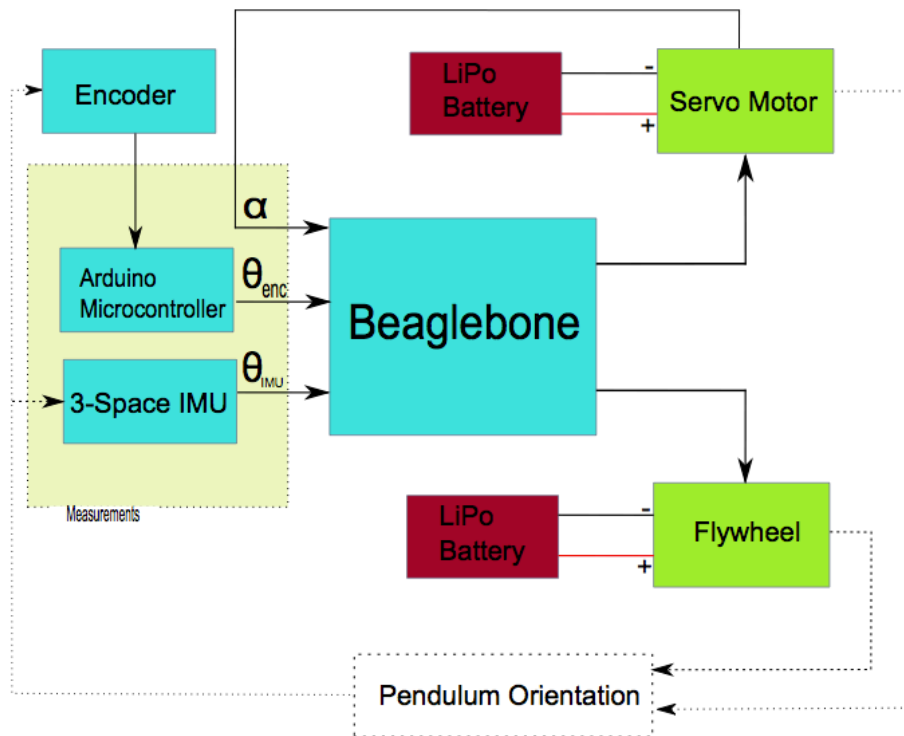 Encoder
LiPo
Battery
-
+
Servo Motor
α
Arduino
Microcontroller
θenc
θIMU
3-Space IMU
Beaglebone
Measurements
LiPo
Battery
-
+
Flywheel
Pendulum Orientation